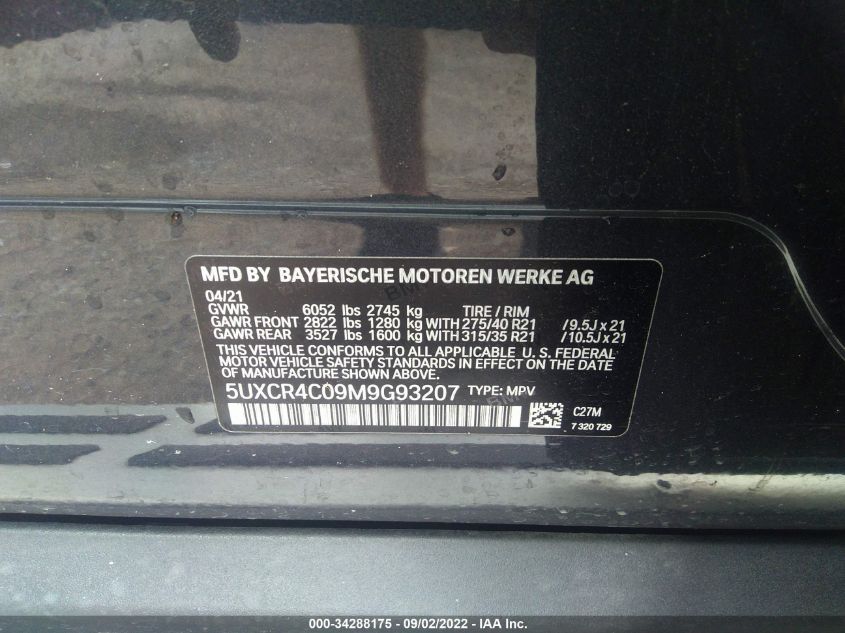 MFD BY BAYERISCHE MOTOREN WERKE AG
04/21
GVWR 6052 lbs 2745 kg TIRE / RIM
GAWR FRONT 2822 lbs 1280 kg WITH 275/40 R21 / 9.5J x 21
GAWR REAR 3527 lbs 1600 kg WITH 315/35 R21 / 10.5J x 21
THIS VEHICLE CONFORMS TO ALL APPLICABLE U. S. FEDERAL
MOTOR VEHICLE SAFETY STANDARDS IN EFFECT ON THE DATE
OF MANUFACTURE SHOWN ABOVE.
5UXCR4C09M9G93207 TYPE: MPV
C27M
7 320 729
000-34288175 - 09/02/2022 - IAA Inc.